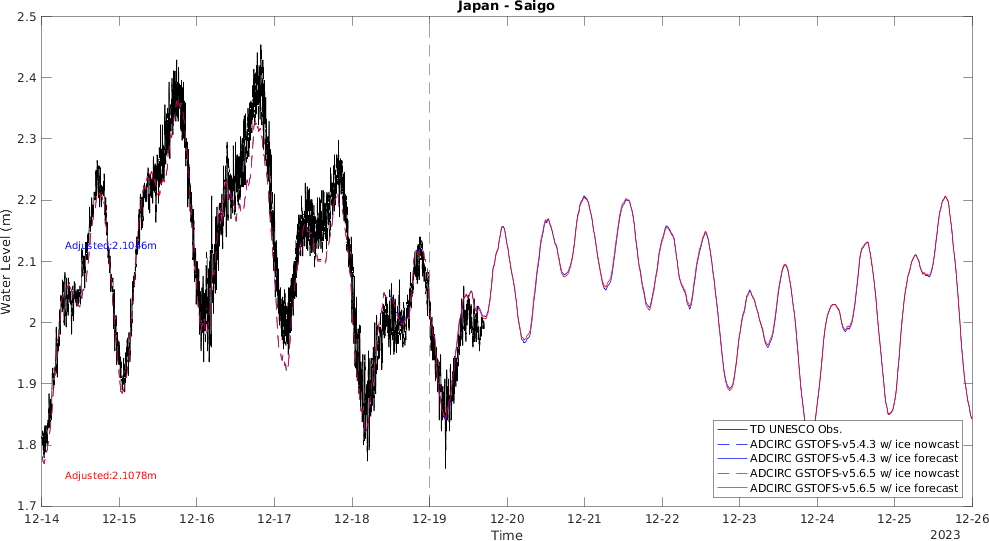 Japan - Saigo
2.5
2.4
2.3
2.2
2.1
2
1.9
1.8
1.7
Water Level (m)
Adjusted:2.1078m
TD UNESCO Obs.
ADCIRC GSTOFS-v5.4.3 w/ ice nowcast
ADCIRC GSTOFS-v5.4.3 w/ ice forecast
ADCIRC GSTOFS-v5.6.5 w/ ice nowcast
ADCIRC GSTOFS-v5.6.5 w/ ice forecast
12-14 12-15 12-16 12-17 12-18 12-19 12-20 12-21 12-22 12-23 12-24 12-25 12-26
Time
2023